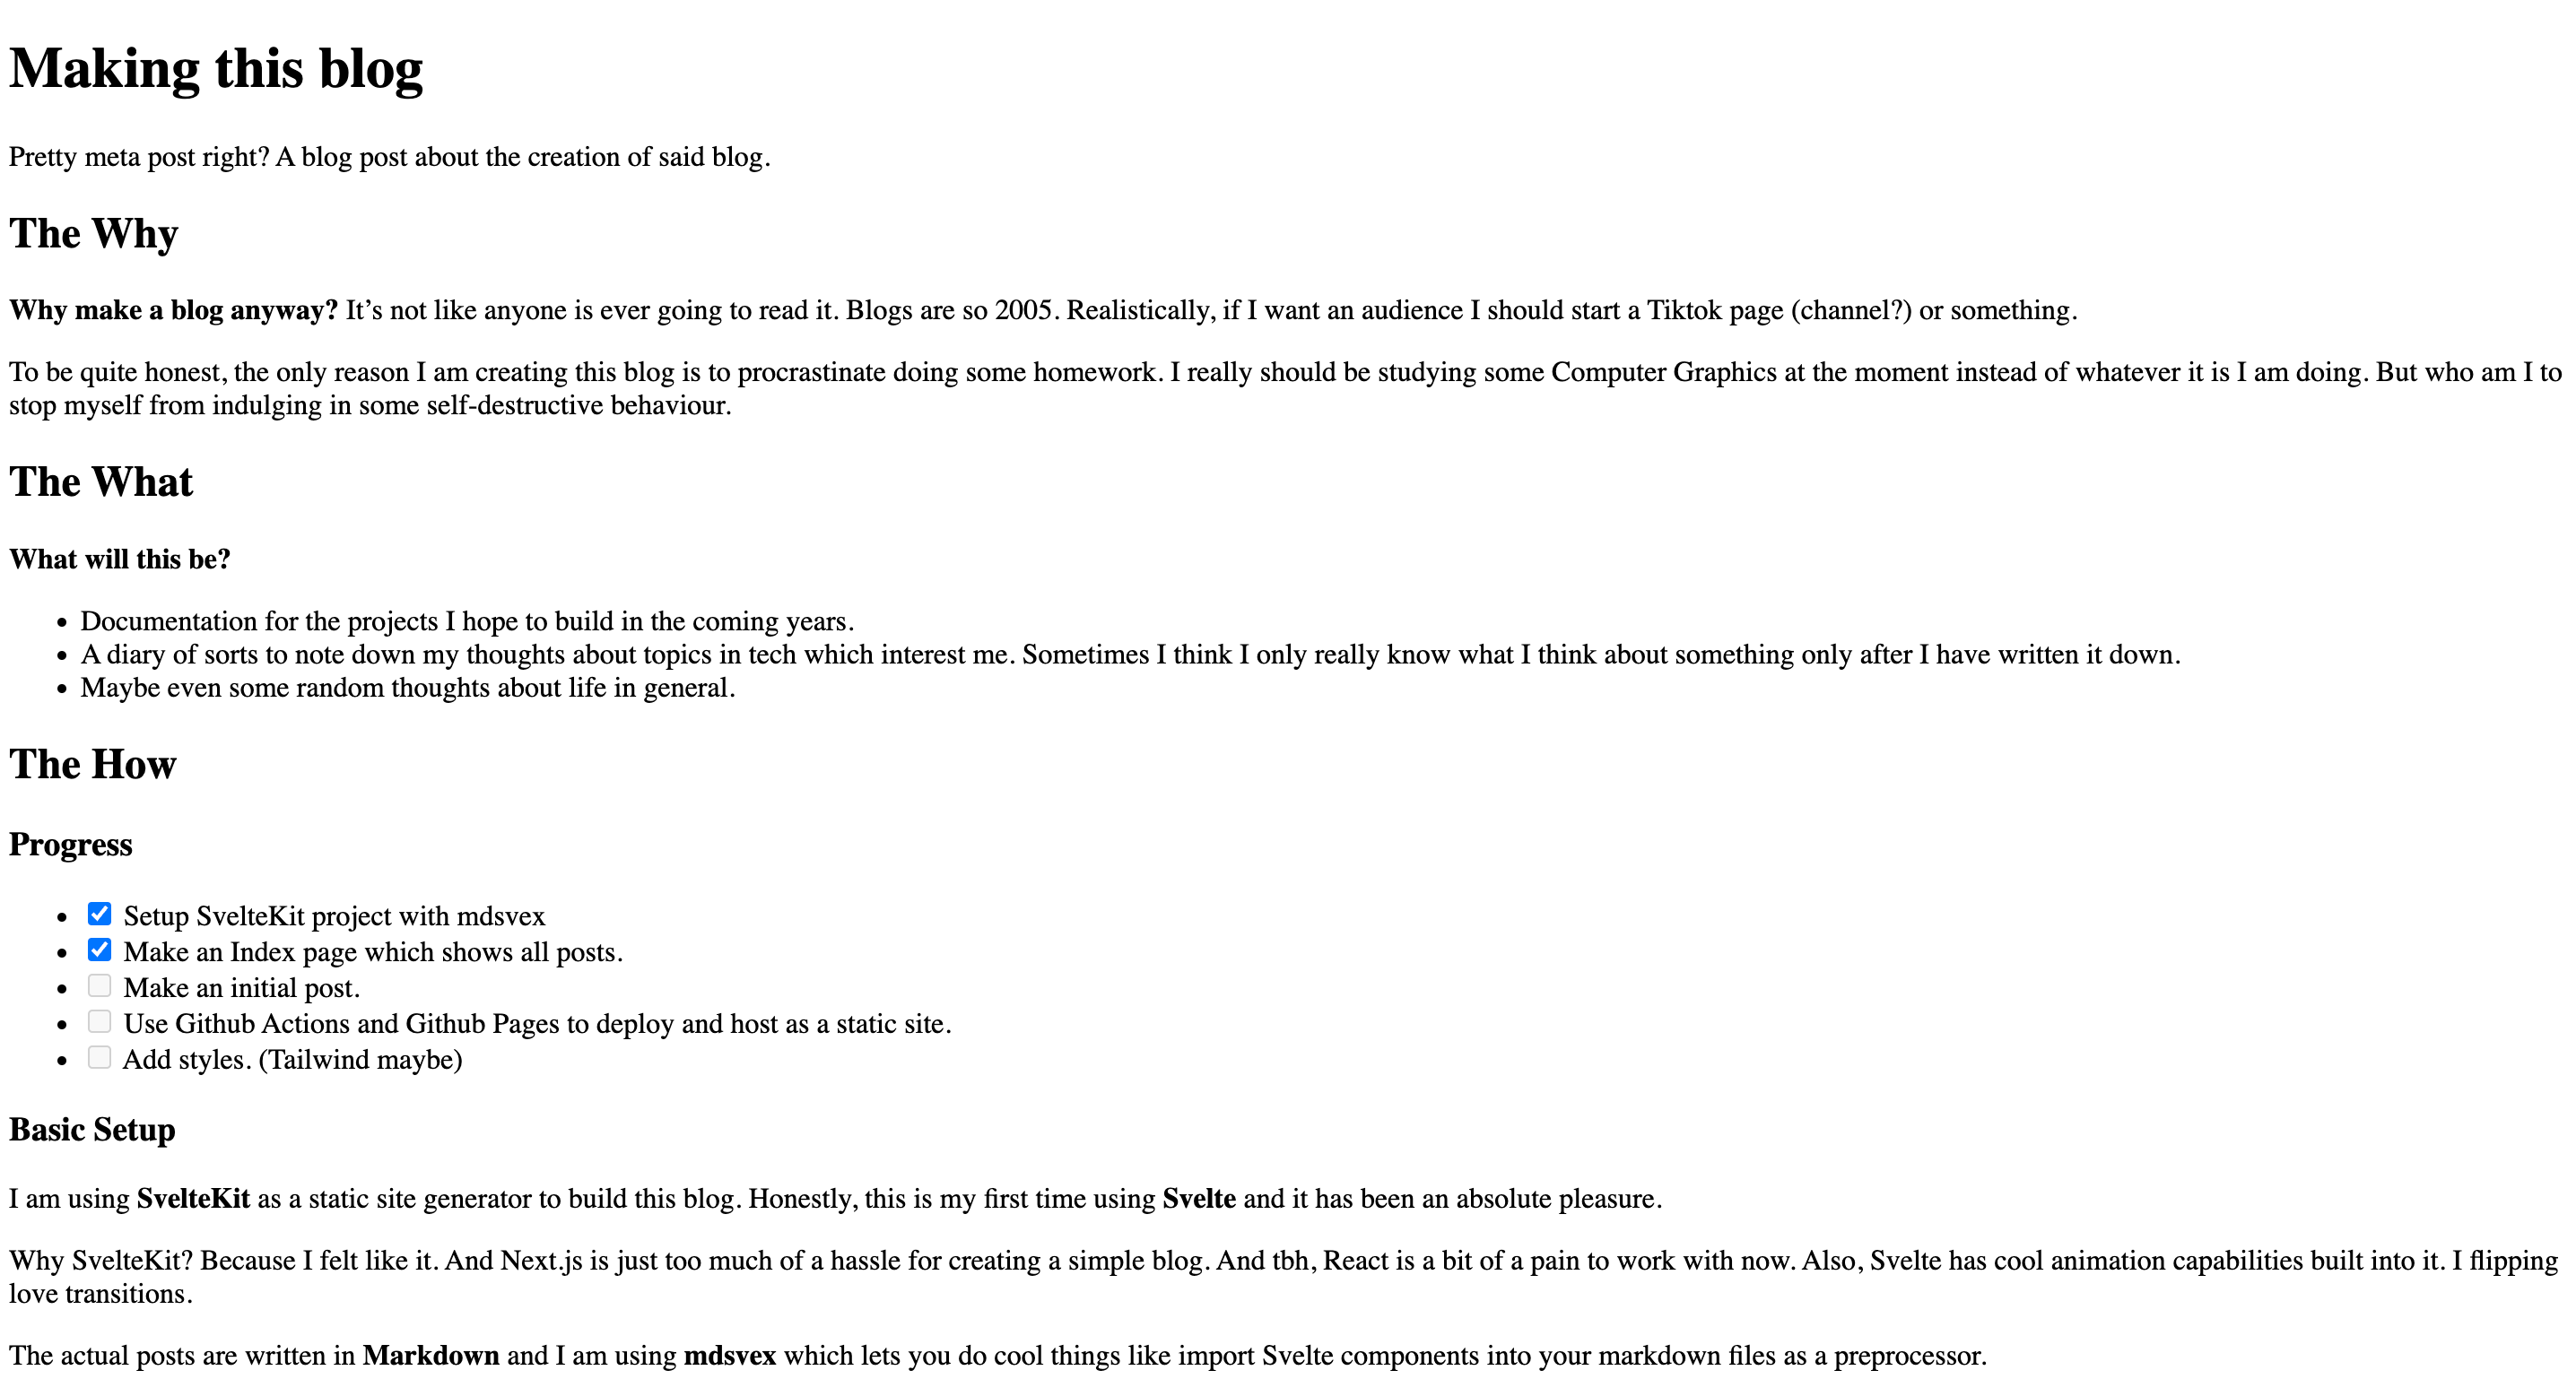 Making this blog
Pretty meta post right? A blog post about the creation of said blog.
The Why
Why make a blog anyway? It’s not like anyone is ever going to read it. Blogs are so 2005. Realistically, if I want an audience I should start a Tiktok page (channel?) or something.
To be quite honest, the only reason I am creating this blog is to procrastinate doing some homework. I really should be studying some Computer Graphics at the moment instead of whatever it is I am doing. But who am I to
stop myself from indulging in some self-destructive behaviour.
The What
What will this be?
• Documentation for the projects I hope to build in the coming years.
• A diary of sorts to note down my thoughts about topics in tech which interest me. Sometimes I think I only really know what I think about something only after I have written it down.
• Maybe even some random thoughts about life in general.
The How
Progress
• Setup SvelteKit project with mdsvex
• Make an Index page which shows all posts.
• Make an initial post.
• Use Github Actions and Github Pages to deploy and host as a static site.
• Add styles. (Tailwind maybe)
Basic Setup
I am using SvelteKit as a static site generator to build this blog. Honestly, this is my first time using Svelte and it has been an absolute pleasure.
Why SvelteKit? Because I felt like it. And Next.js is just too much of a hassle for creating a simple blog. And tbh, React is a bit of a pain to work with now. Also, Svelte has cool animation capabilities built into it. I flipping
love transitions.
The actual posts are written in Markdown and I am using mdsvex which lets you do cool things like import Svelte components into your markdown files as a preprocessor.